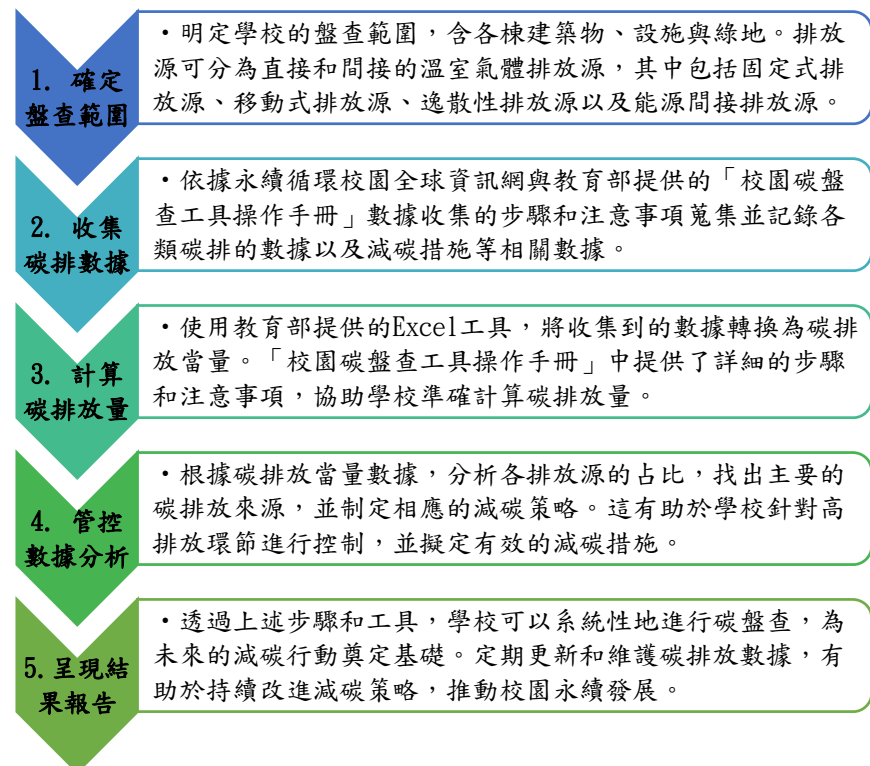 1. 確定
盤查範圍
•明定學校的盤查範圍，含各棟建築物、設施與綠地。排放
源可分為直接和間接的溫室氣體排放源，其中包括固定式排
放源、移動式排放源、逸散性排放源以及能源間接排放源。
2. 收集
碳排數據
•依據永續循環校園全球資訊網與教育部提供的「校園碳盤
查工具操作手冊」數據收集的步驟和注意事項蒐集並記錄各
類碳排的數據以及減碳措施等相關數據。
3. 計算
碳排放量
•使用教育部提供的Excel工具，將收集到的數據轉換為碳排
放當量。「校園碳盤查工具操作手冊」中提供了詳細的步驟
和注意事項，協助學校準確計算碳排放量。
4. 管控
數據分析
•根據碳排放當量數據，分析各排放源的占比，找出主要的
碳排放來源，並制定相應的減碳策略。這有助於學校針對高
排放環節進行控制，並擬定有效的減碳措施。
5.呈現結
果報告
•透過上述步驟和工具，學校可以系統性地進行碳盤查，為
未來的減碳行動奠定基礎。定期更新和維護碳排放數據，有
助於持續改進減碳策略，推動校園永續發展。